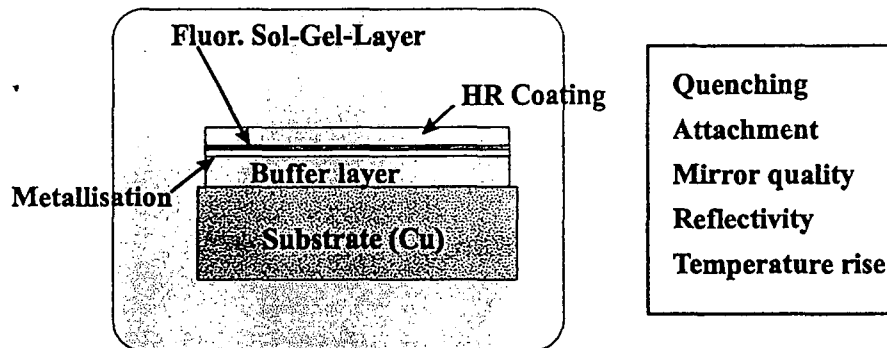 Fluor. Sol-Gel-Layer
HR Coating
Metallisation
Buffer layer
Substrate (Cu)
Quenching
Attachment
Mirror quality
Reflectivity
Temperature rise